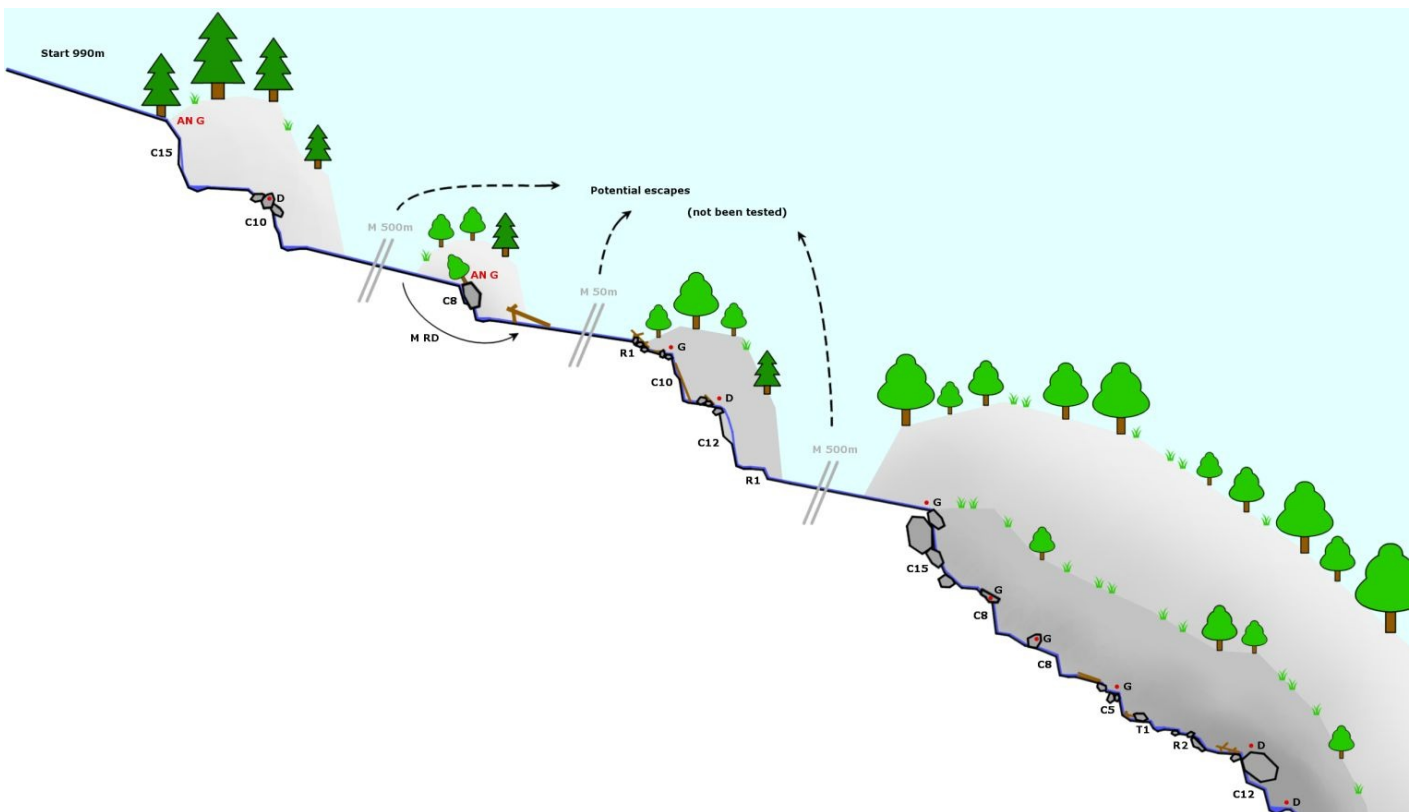 Start 990m
AN G
C15
D
C10
M 500m
Potential escapes
(not been tested)
AN G
C8
M RD
M 50m
R1
G
C10
D
C12
R1
M 500m
G
C15
G
C8
G
C8
G
C5
T1
R2
D
C12
D